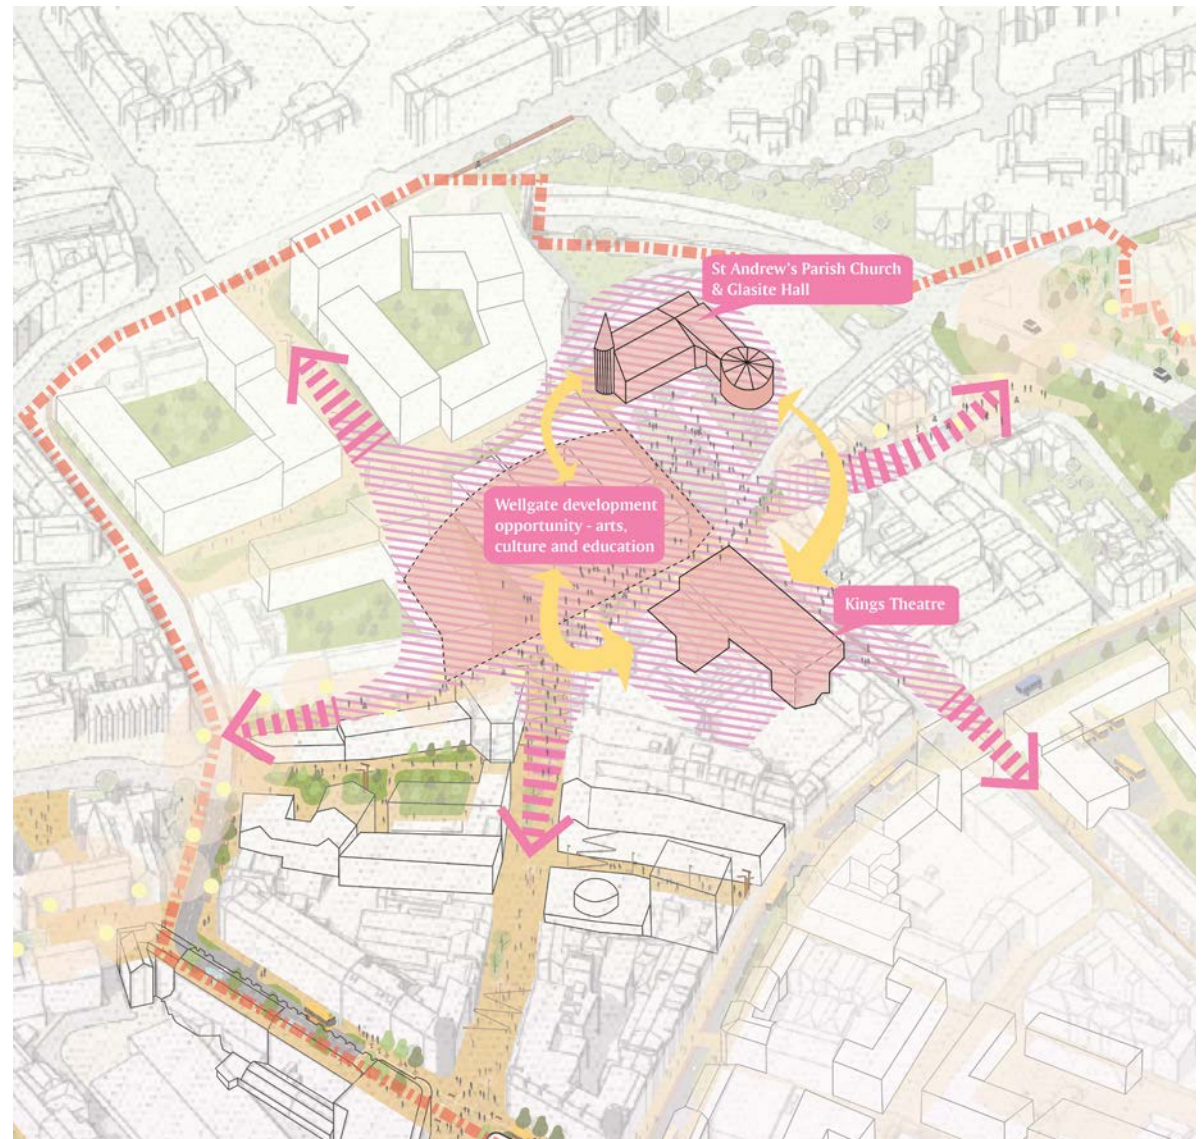 St Andrew's Parish Church
& Glasite Hall
Wellgate development
opportunity - arts,
culture and education
Kings Theatre